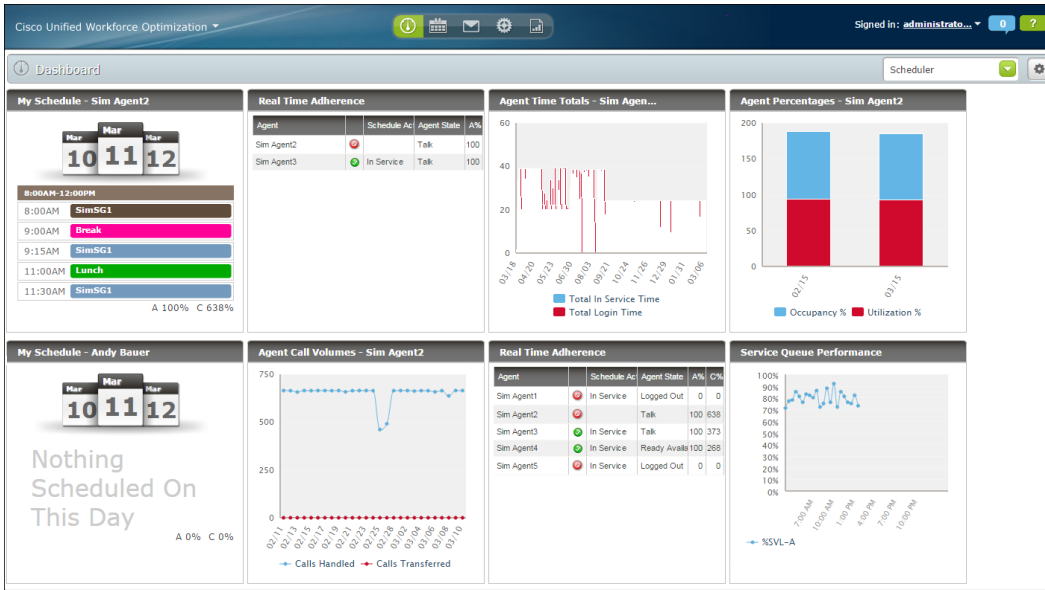 Cisco Unified Workforce Optimization
Signed in: administrato...
0
?
Dashboard
Scheduler
My Schedule - Sim Agent2
Mar Mar Mar
10 11 12
8:00AM-12:00PM
8:00AM SimSG1
9:00AM Break
9:15AM SimSG1
11:00AM Lunch
11:30AM SimSG1
A 100% C 638%
Real Time Adherence
Agent Schedule Act Agent State A%
Sim Agent2 Talk 100
Sim Agent3 In Service Talk 100
Agent Time Totals - Sim Agen...
60
40
20
0
03/18 04/20 05/23 06/30 08/03 09/21 10/24 11/26 12/29 01/31 03/06
Total In Service Time
Total Login Time
Agent Percentages - Sim Agent2
200
150
100
50
0
02/15 03/15
Occupancy % Utilization %
My Schedule - Andy Bauer
Mar Mar Mar
10 11 12
Nothing
Scheduled On
This Day
A 0% C 0%
Agent Call Volumes - Sim Agent2
750
500
250
0
02/11 02/13 02/15 02/17 02/19 02/21 02/23 02/25 02/28 03/02 03/04 03/06 03/08 03/10
Calls Handled Calls Transferred
Real Time Adherence
Agent Schedule Act Agent State A% C%
Sim Agent1 In Service Logged Out 0 0
Sim Agent2 Talk 100 638
Sim Agent3 In Service Talk 100 373
Sim Agent4 In Service Ready Availa 100 268
Sim Agent5 In Service Logged Out 0 0
Service Queue Performance
100%
90%
80%
70%
60%
50%
40%
30%
20%
10%
0%
7:00 AM 10:00 AM 1:00 PM 4:00 PM 7:00 PM 10:00 PM
%SVL-A